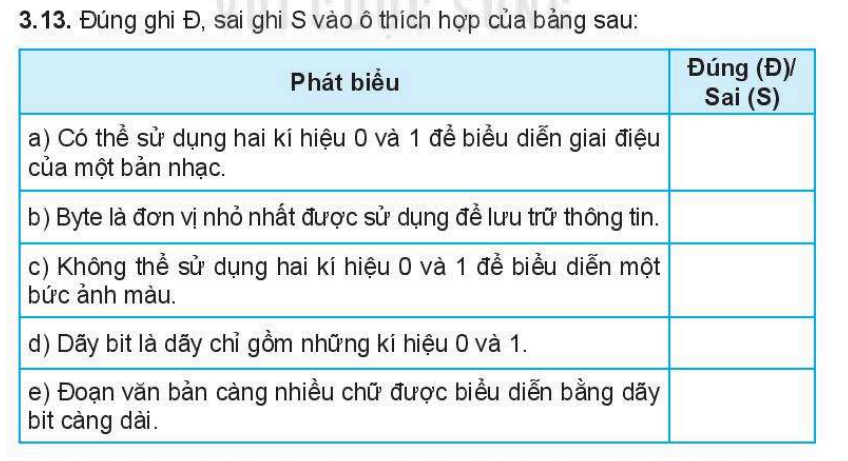 3.13. Đúng ghi Đ, sai ghi S vào ô thích hợp của bảng sau:
Phát biểu
Đúng (Đ)/
Sai (S)
a) Có thể sử dụng hai kí hiệu 0 và 1 để biểu diễn giai điệu
của một bản nhạc.
b) Byte là đơn vị nhỏ nhất được sử dụng để lưu trữ thông tin.
c) Không thể sử dụng hai kí hiệu 0 và 1 để biểu diễn một
bức ảnh màu.
d) Dãy bit là dãy chỉ gồm những kí hiệu 0 và 1.
e) Đoạn văn bản càng nhiều chữ được biểu diễn bằng dãy
bit càng dài.